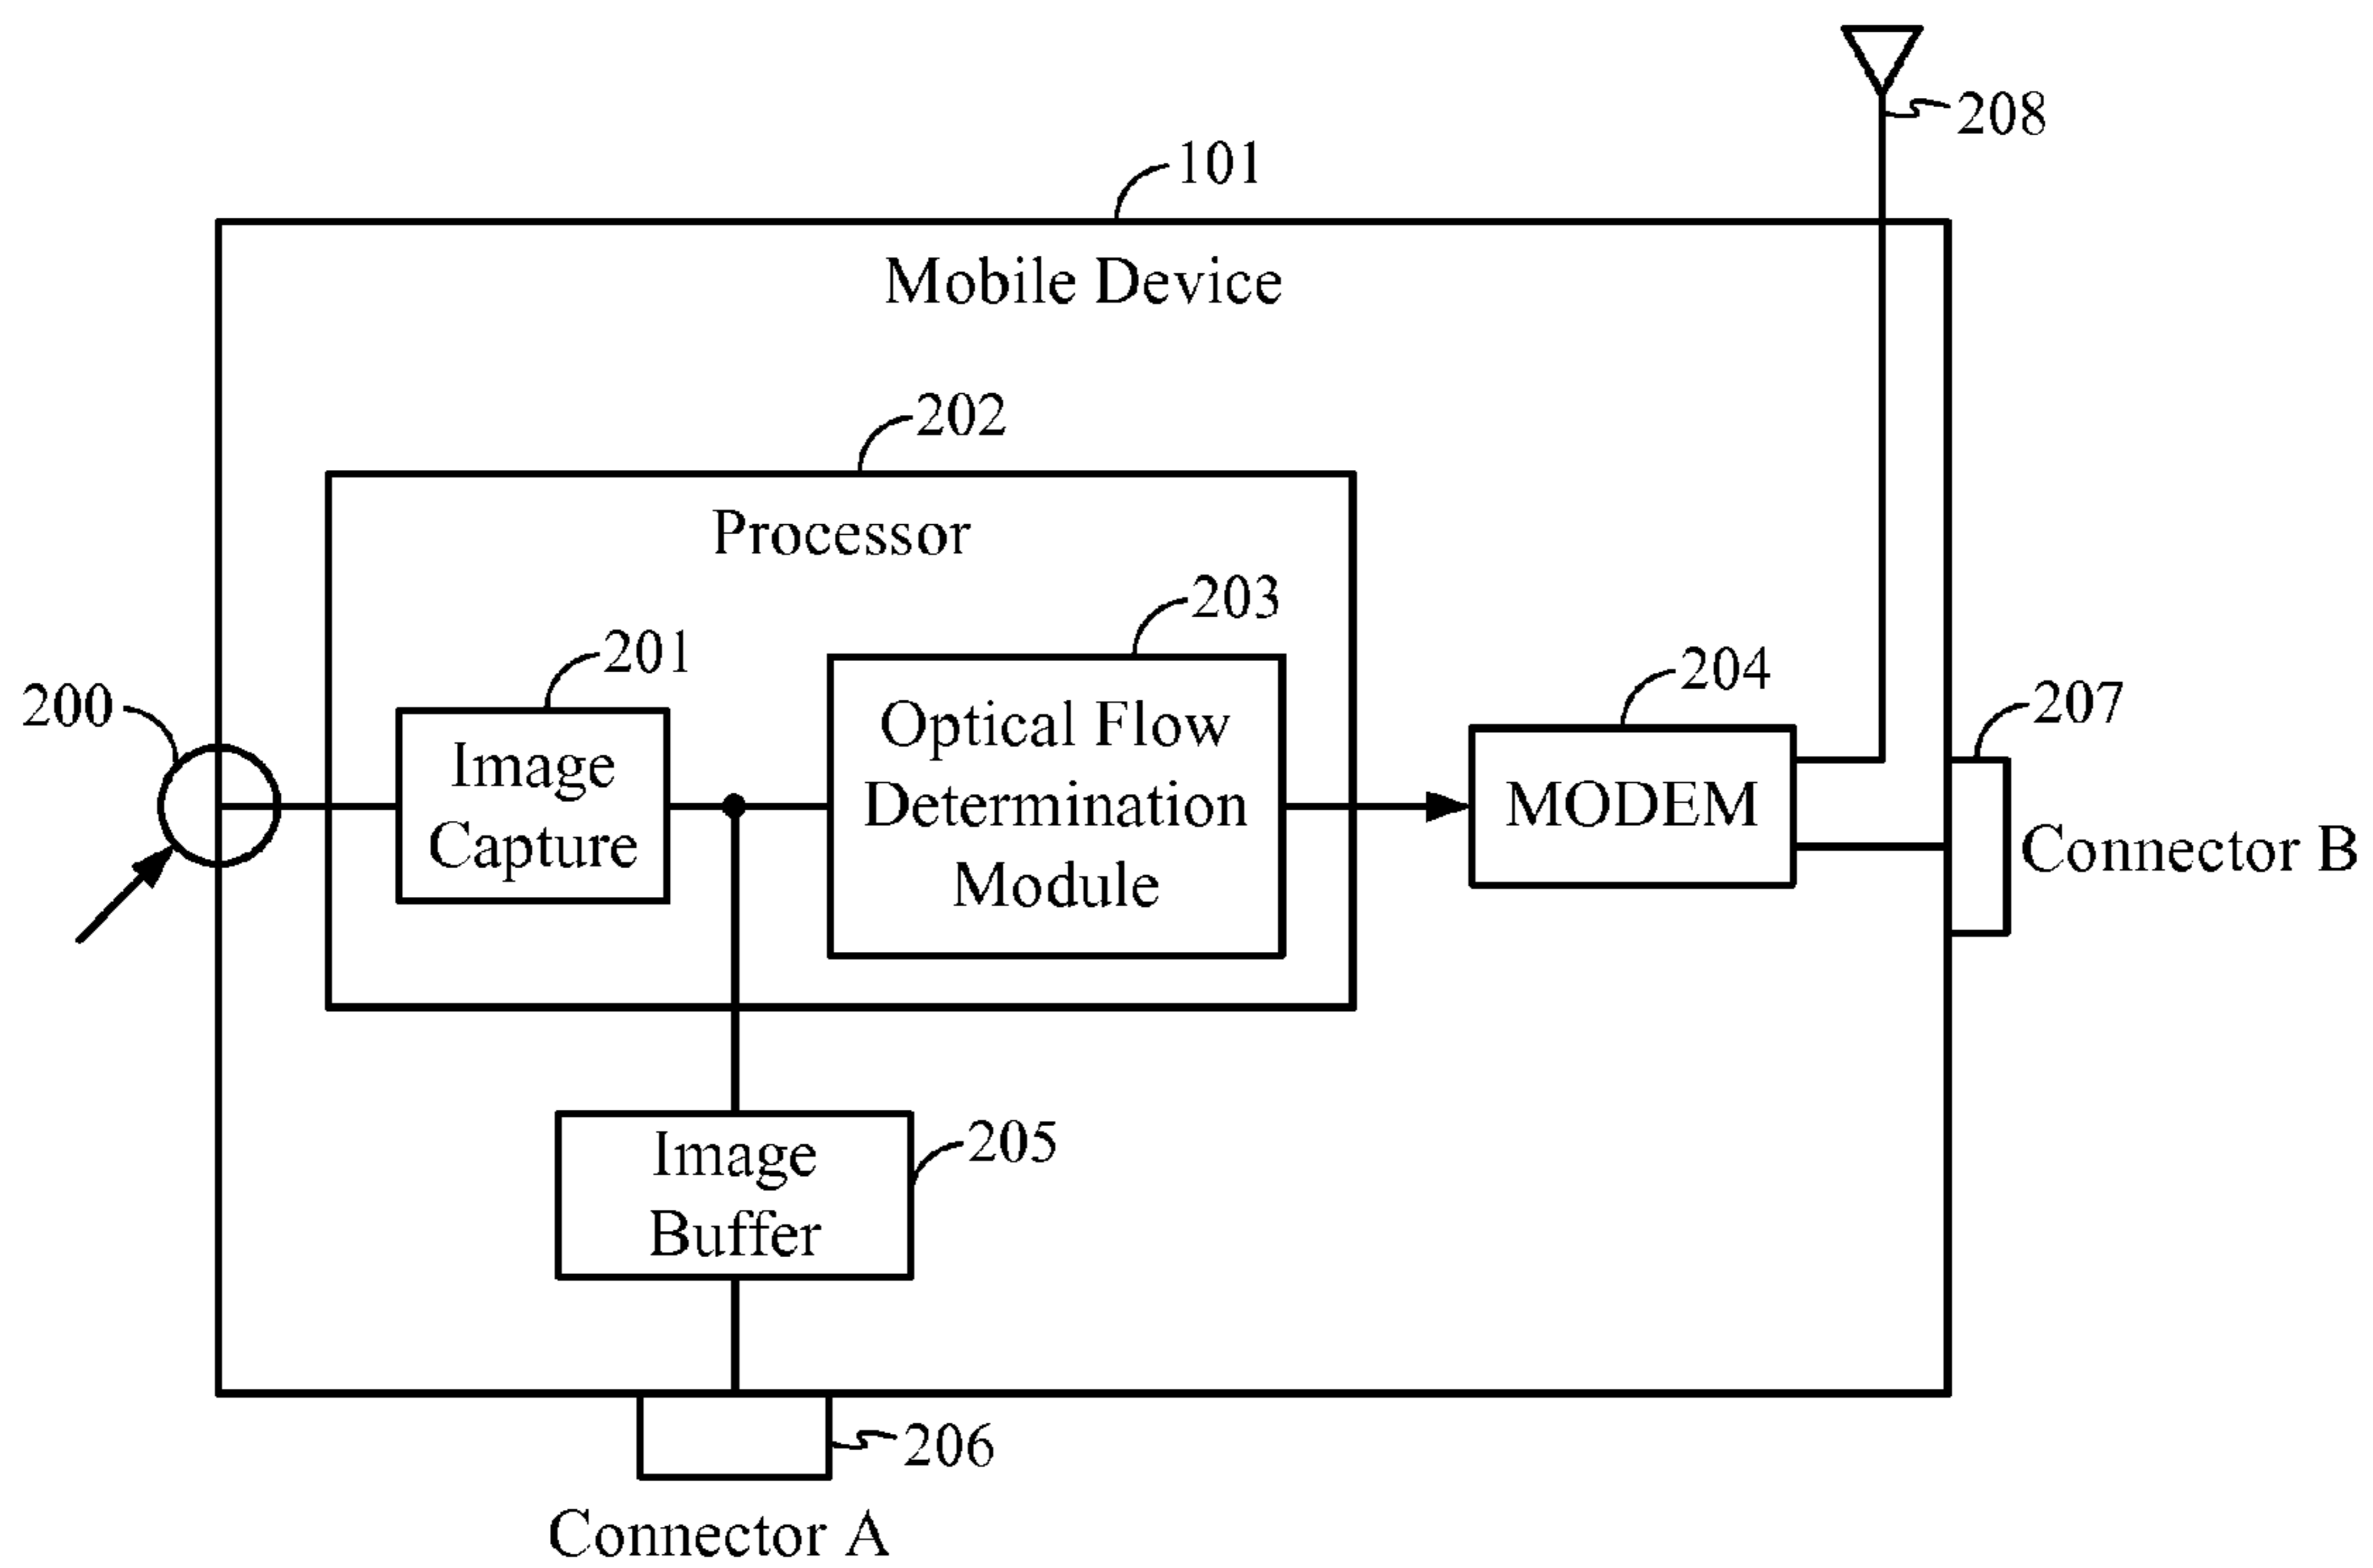 208
101
Mobile Device
202
Processor
203
201
204
200
207
Image
Capture
Optical Flow
Determination
Module
MODEM
Connector B
205
Image
Buffer
206
Connector A